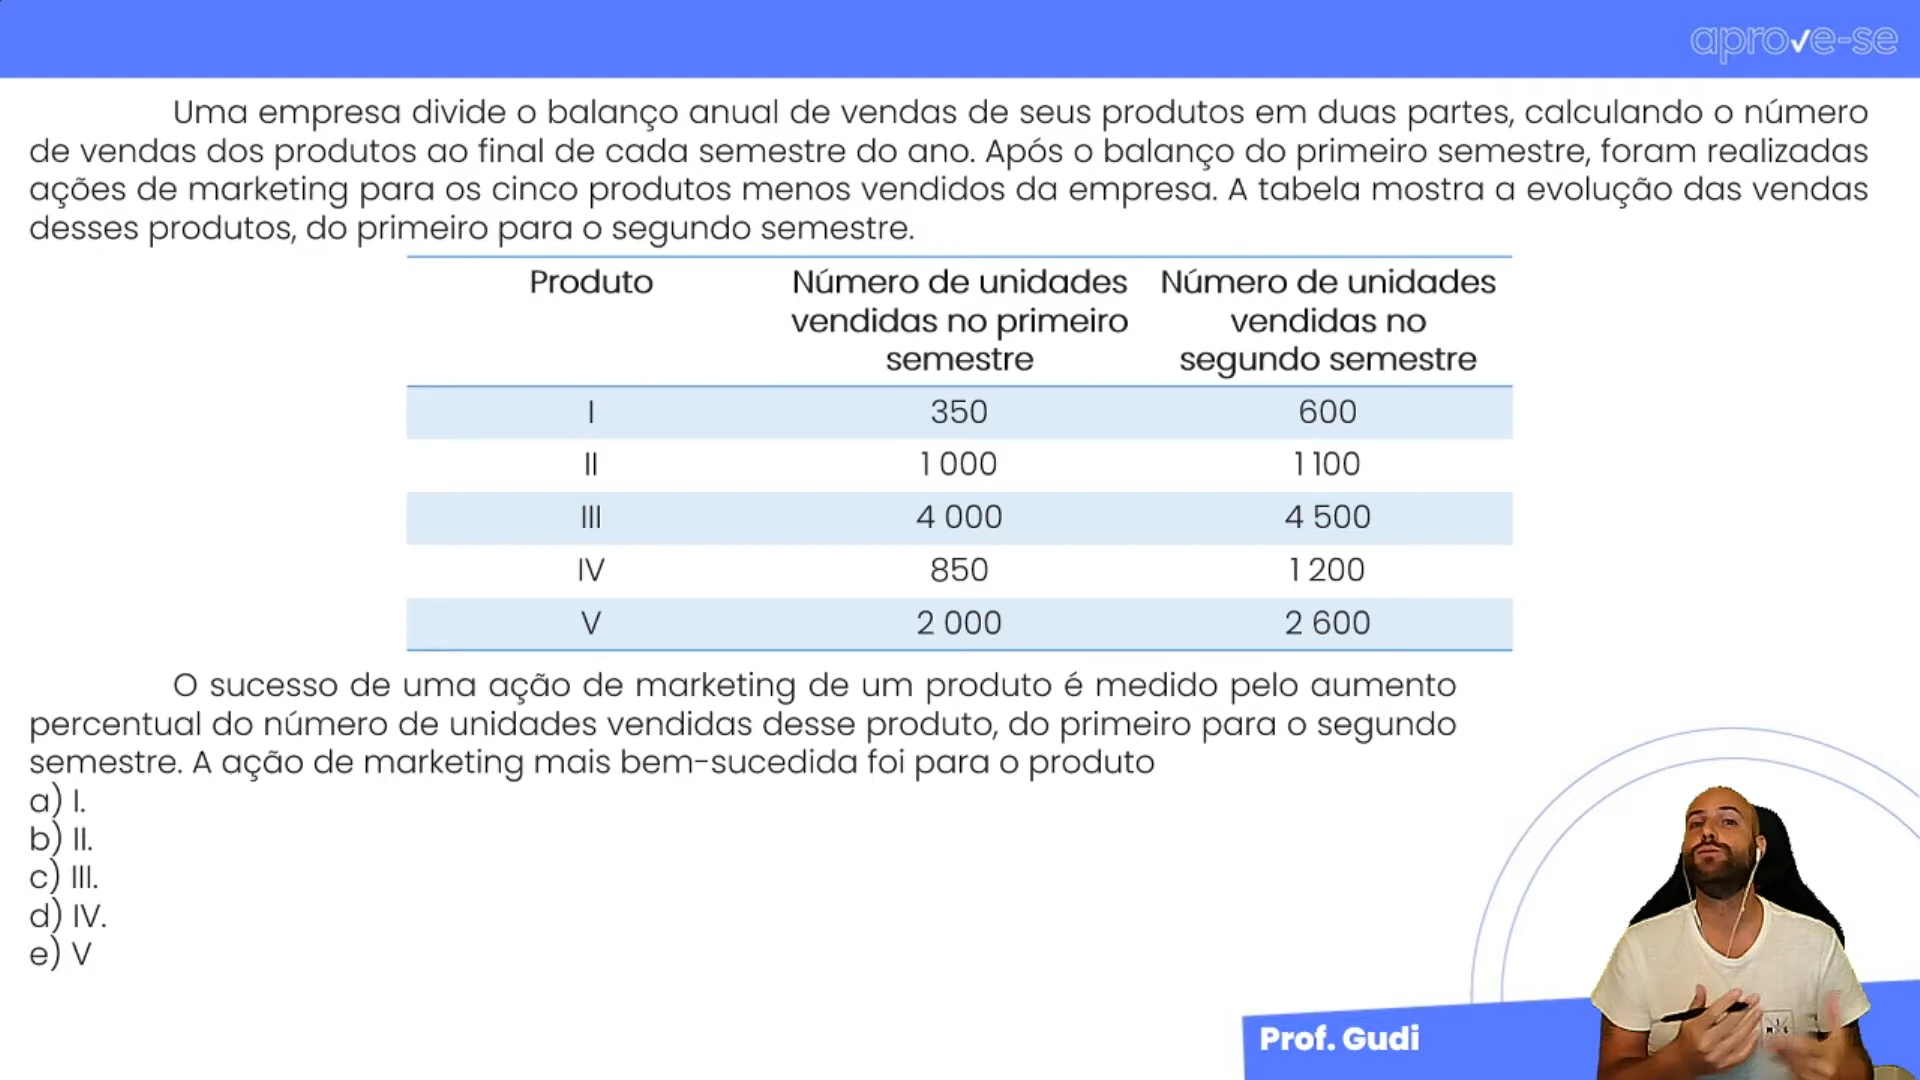 aprove-se
Uma empresa divide o balanço anual de vendas de seus produtos em duas partes, calculando o número
de vendas dos produtos ao final de cada semestre do ano. Após o balanço do primeiro semestre, foram realizadas
ações de marketing para os cinco produtos menos vendidos da empresa. A tabela mostra a evolução das vendas
desses produtos, do primeiro para o segundo semestre.
Produto Número de unidades Número de unidades
vendidas no primeiro vendidas no
semestre segundo semestre
I 350 600
II 1 000 1 100
III 4 000 4 500
IV 850 1 200
V 2 000 2 600
O sucesso de uma ação de marketing de um produto é medido pelo aumento
percentual do número de unidades vendidas desse produto, do primeiro para o segundo
semestre. A ação de marketing mais bem-sucedida foi para o produto
a) I.
b) II.
c) III.
d) IV.
e) V
Prof. Gudi